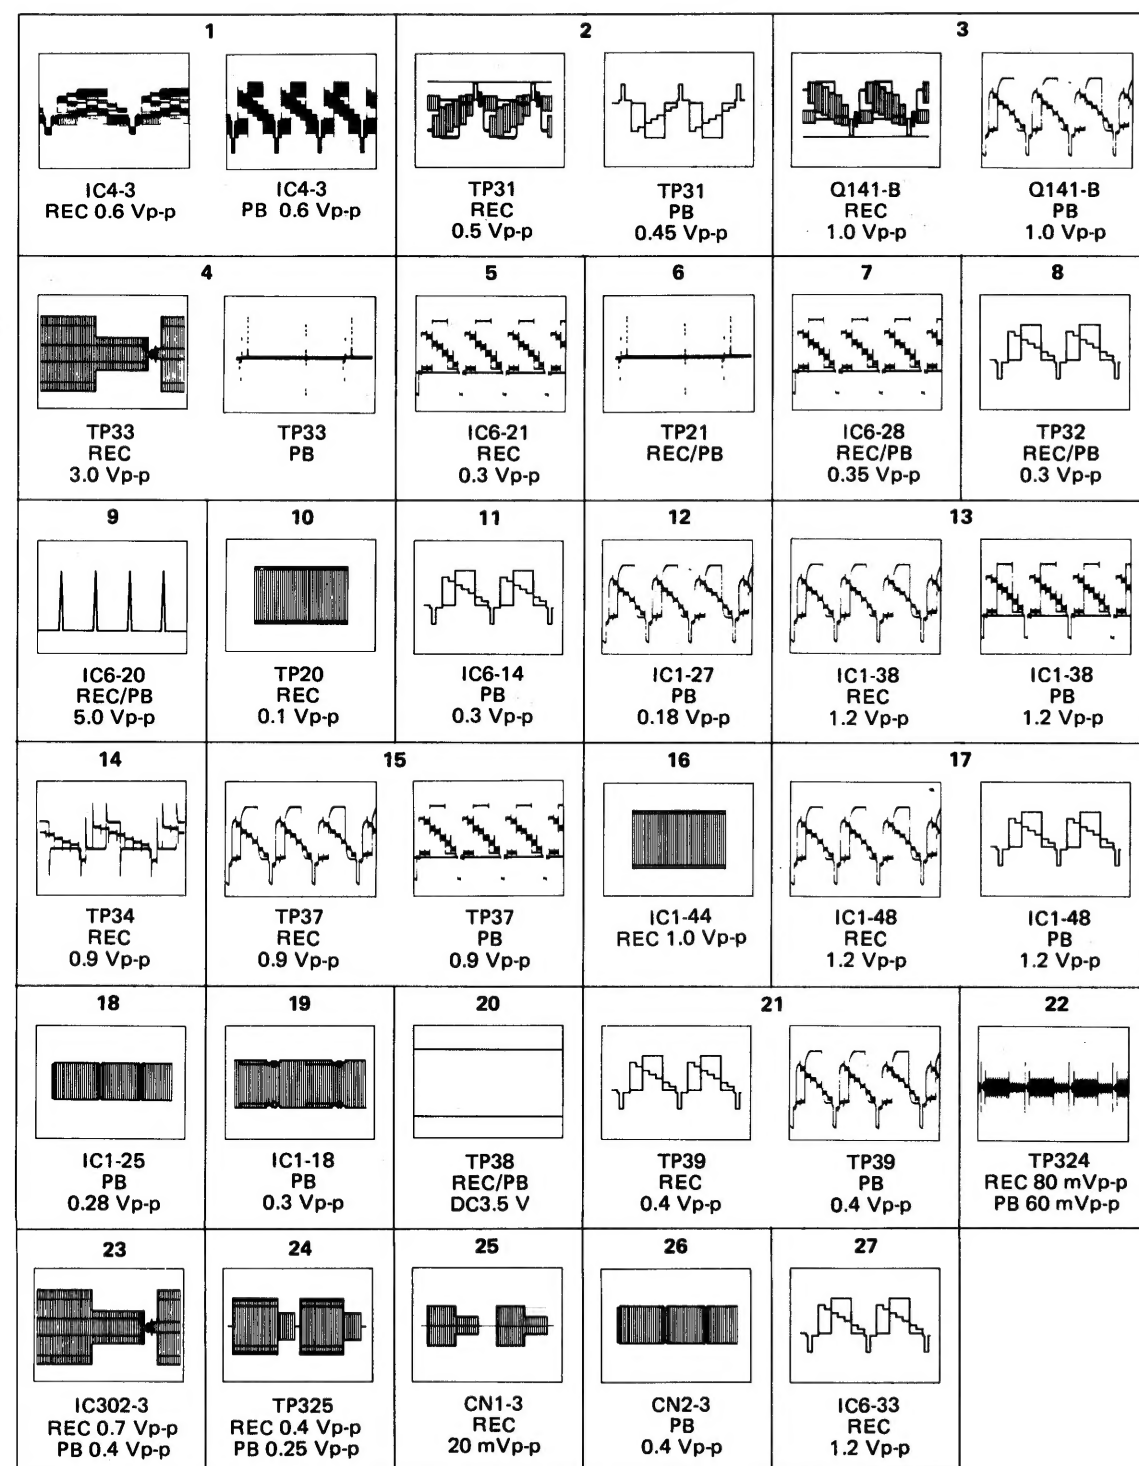 1
IC4-3
REC 0.6 Vp-p
IC4-3
PB 0.6 Vp-p
2
TP31
REC
0.5 Vp-p
TP31
PB
0.45 Vp-p
3
Q141-B
REC
1.0 Vp-p
Q141-B
PB
1.0 Vp-p
4
TP33
REC
3.0 Vp-p
TP33
PB
5
IC6-21
REC
0.3 Vp-p
6
TP21
REC/PB
7
IC6-28
REC/PB
0.35 Vp-p
8
TP32
REC/PB
0.3 Vp-p
9
IC6-20
REC/PB
5.0 Vp-p
10
TP20
REC
0.1 Vp-p
11
IC6-14
PB
0.3 Vp-p
12
IC1-27
PB
0.18 Vp-p
13
IC1-38
REC
1.2 Vp-p
IC1-38
PB
1.2 Vp-p
14
TP34
REC
0.9 Vp-p
15
TP37
REC
0.9 Vp-p
TP37
PB
0.9 Vp-p
16
IC1-44
REC 1.0 Vp-p
17
IC1-48
REC
1.2 Vp-p
IC1-48
PB
1.2 Vp-p
18
IC1-25
PB
0.28 Vp-p
19
IC1-18
PB
0.3 Vp-p
20
TP38
REC/PB
DC3.5 V
21
TP39
REC
0.4 Vp-p
TP39
PB
0.4 Vp-p
22
TP324
REC 80 mVp-p
PB 60 mVp-p
23
IC302-3
REC 0.7 Vp-p
PB 0.4 Vp-p
24
TP325
REC 0.4 Vp-p
PB 0.25 Vp-p
25
CN1-3
REC
20 mVp-p
26
CN2-3
PB
0.4 Vp-p
27
IC6-33
REC
1.2 Vp-p